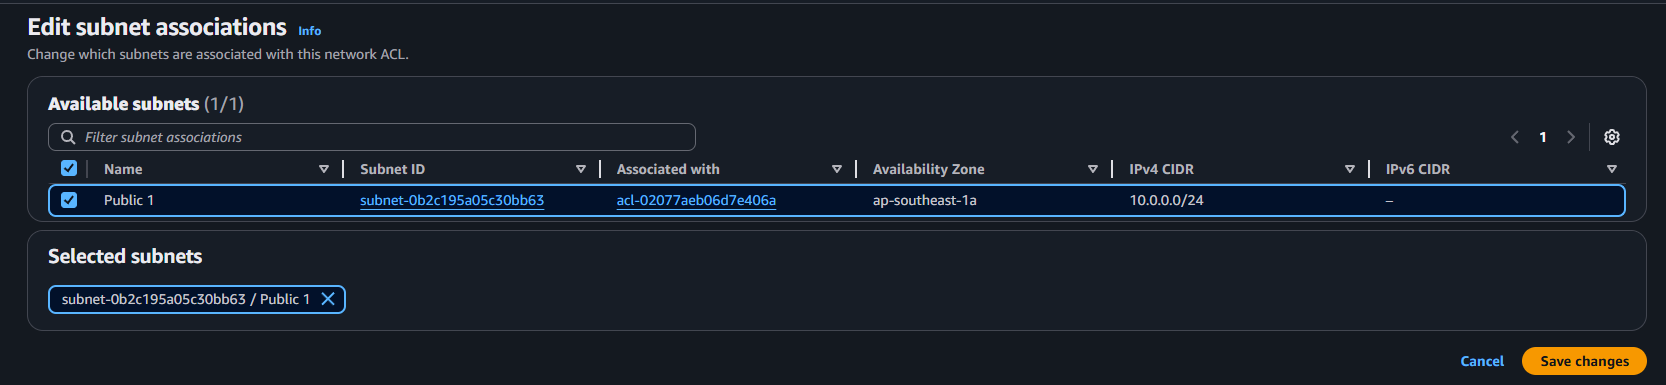 Edit subnet associations Info
Change which subnets are associated with this network ACL.
Available subnets (1/1)
Filter subnet associations
1
Name Subnet ID Associated with Availability Zone IPv4 CIDR IPv6 CIDR
Public 1 subnet-0b2c195a05c30bb63 acl-02077aeb06d7e406a ap-southeast-1a 10.0.0.0/24 –
Selected subnets
subnet-0b2c195a05c30bb63 / Public 1
Cancel Save changes